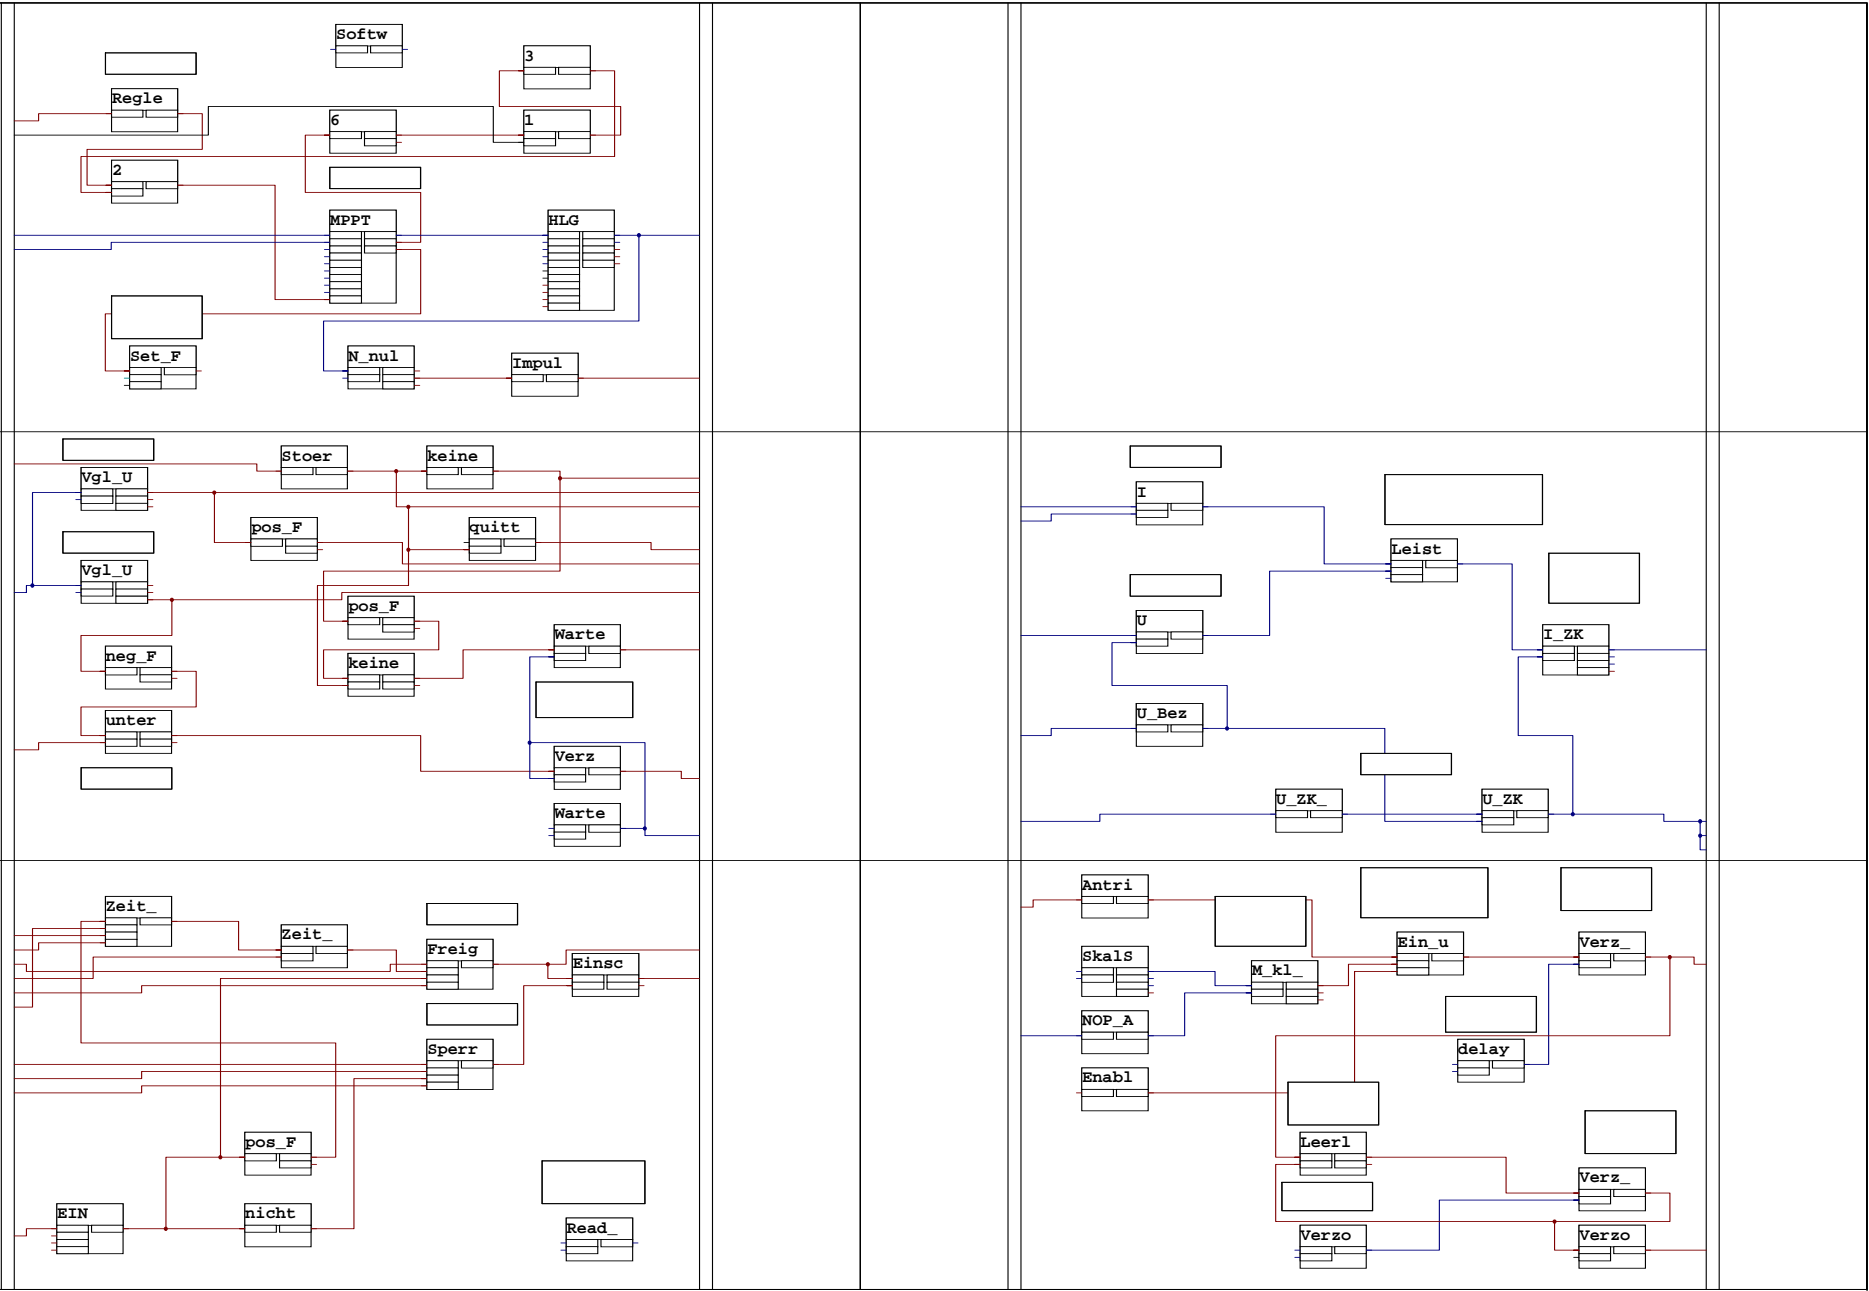 Softw
3
Regle
6
1
2
MPPT
HLG
Set_F
N_nul
Impul
Stoer
keine
Vgl_U
pos_F
quitt
Vgl_U
pos_F
Warte
neg_F
keine
unter
Verz
Warte
I
Leist
U
I_ZK
U_Bez
U_ZK_
U_ZK
Zeit_
Zeit_
Freig
Einsc
Sperr
pos_F
EIN
nicht
Read_
Antri
SkalS
M_kl_
Ein_u
Verz_
NOP_A
delay
Enabl
Leerl
Verz_
Verzo
Verzo